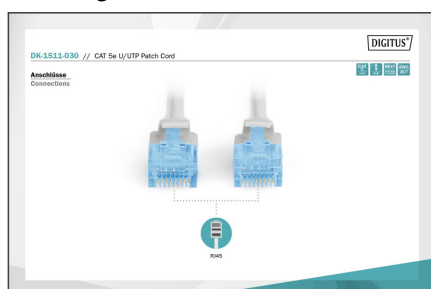 DIGITUS®
DK-1511-030 // CAT 5e U/UTP Patch Cord
Anschlüsse
Connections
RJ45